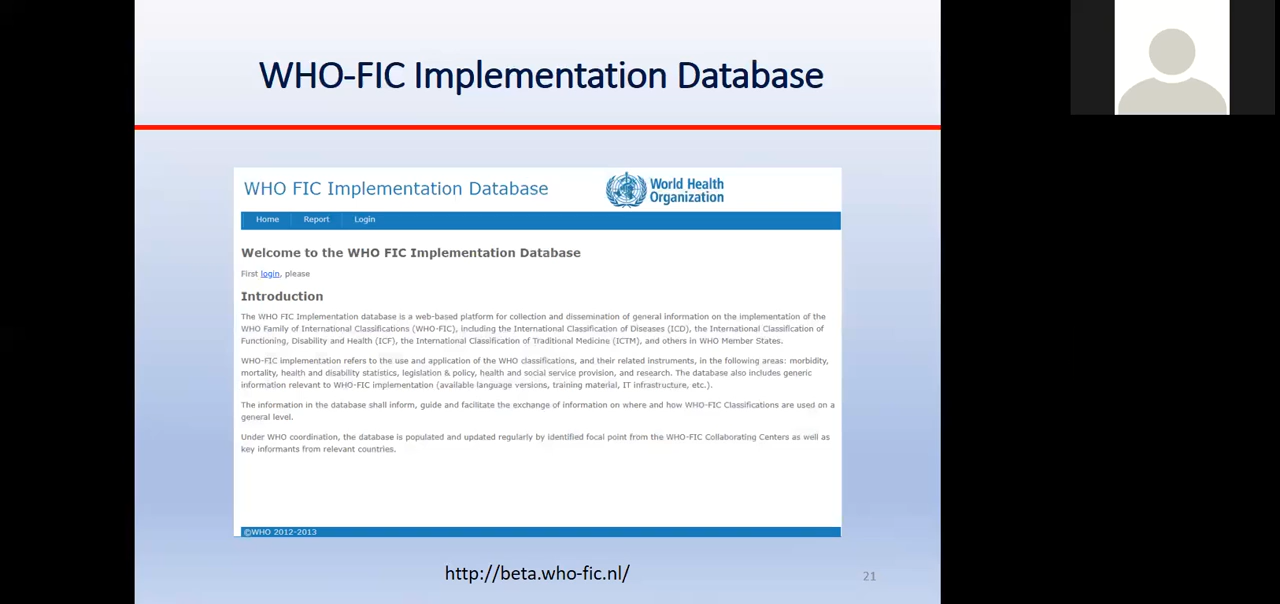 WHO-FIC Implementation Database
WHO FIC Implementation Database
World Health
Organization
Home Report Login
Welcome to the WHO FIC Implementation Database
First login, please
Introduction
The WHO FIC Implementation database is a web-based platform for collection and dissemination of general information on the implementation of the
WHO Family of International Classifications (WHO-FIC), including the International Classification of Diseases (ICD), the International Classification of
Functioning, Disability and Health (ICF), the International Classification of Traditional Medicine (ICTM), and others in WHO Member States.
WHO-FIC implementation refers to the use and application of the WHO classifications, and their related instruments, in the following areas: morbidity,
mortality, health and disability statistics, legislation & policy, health and social service provision, and research. The database also includes generic
information relevant to WHO-FIC implementation (available language versions, training material, IT infrastructure, etc.).
The information in the database shall inform, guide and facilitate the exchange of information on where and how WHO-FIC Classifications are used on a
general level.
Under WHO coordination, the database is populated and updated regularly by identified focal point from the WHO-FIC Collaborating Centers as well as
key informants from relevant countries.
©WHO 2012-2013
http://beta.who-fic.nl/
21